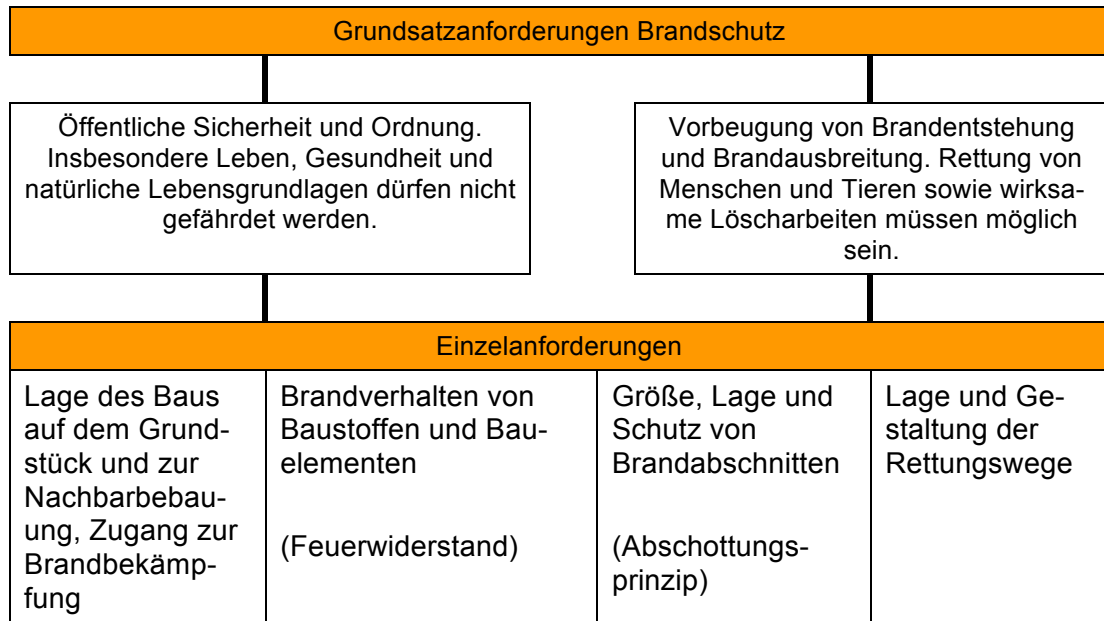 Grundsatzanforderungen Brandschutz
Öffentliche Sicherheit und Ordnung.
Insbesondere Leben, Gesundheit und
natürliche Lebensgrundlagen dürfen nicht
gefährdet werden.
Vorbeugung von Brandentstehung
und Brandausbreitung. Rettung von
Menschen und Tieren sowie wirksa-
me Löscharbeiten müssen möglich
sein.
Einzelanforderungen
Lage des Baus
auf dem Grund-
stück und zur
Nachbarbebau-
ung, Zugang zur
Brandbekämp-
fung
Brandverhalten von
Baustoffen und Bau-
elementen
(Feuerwiderstand)
Größe, Lage und
Schutz von
Brandabschnitten
(Abschottungs-
prinzip)
Lage und Ge-
staltung der
Rettungswege